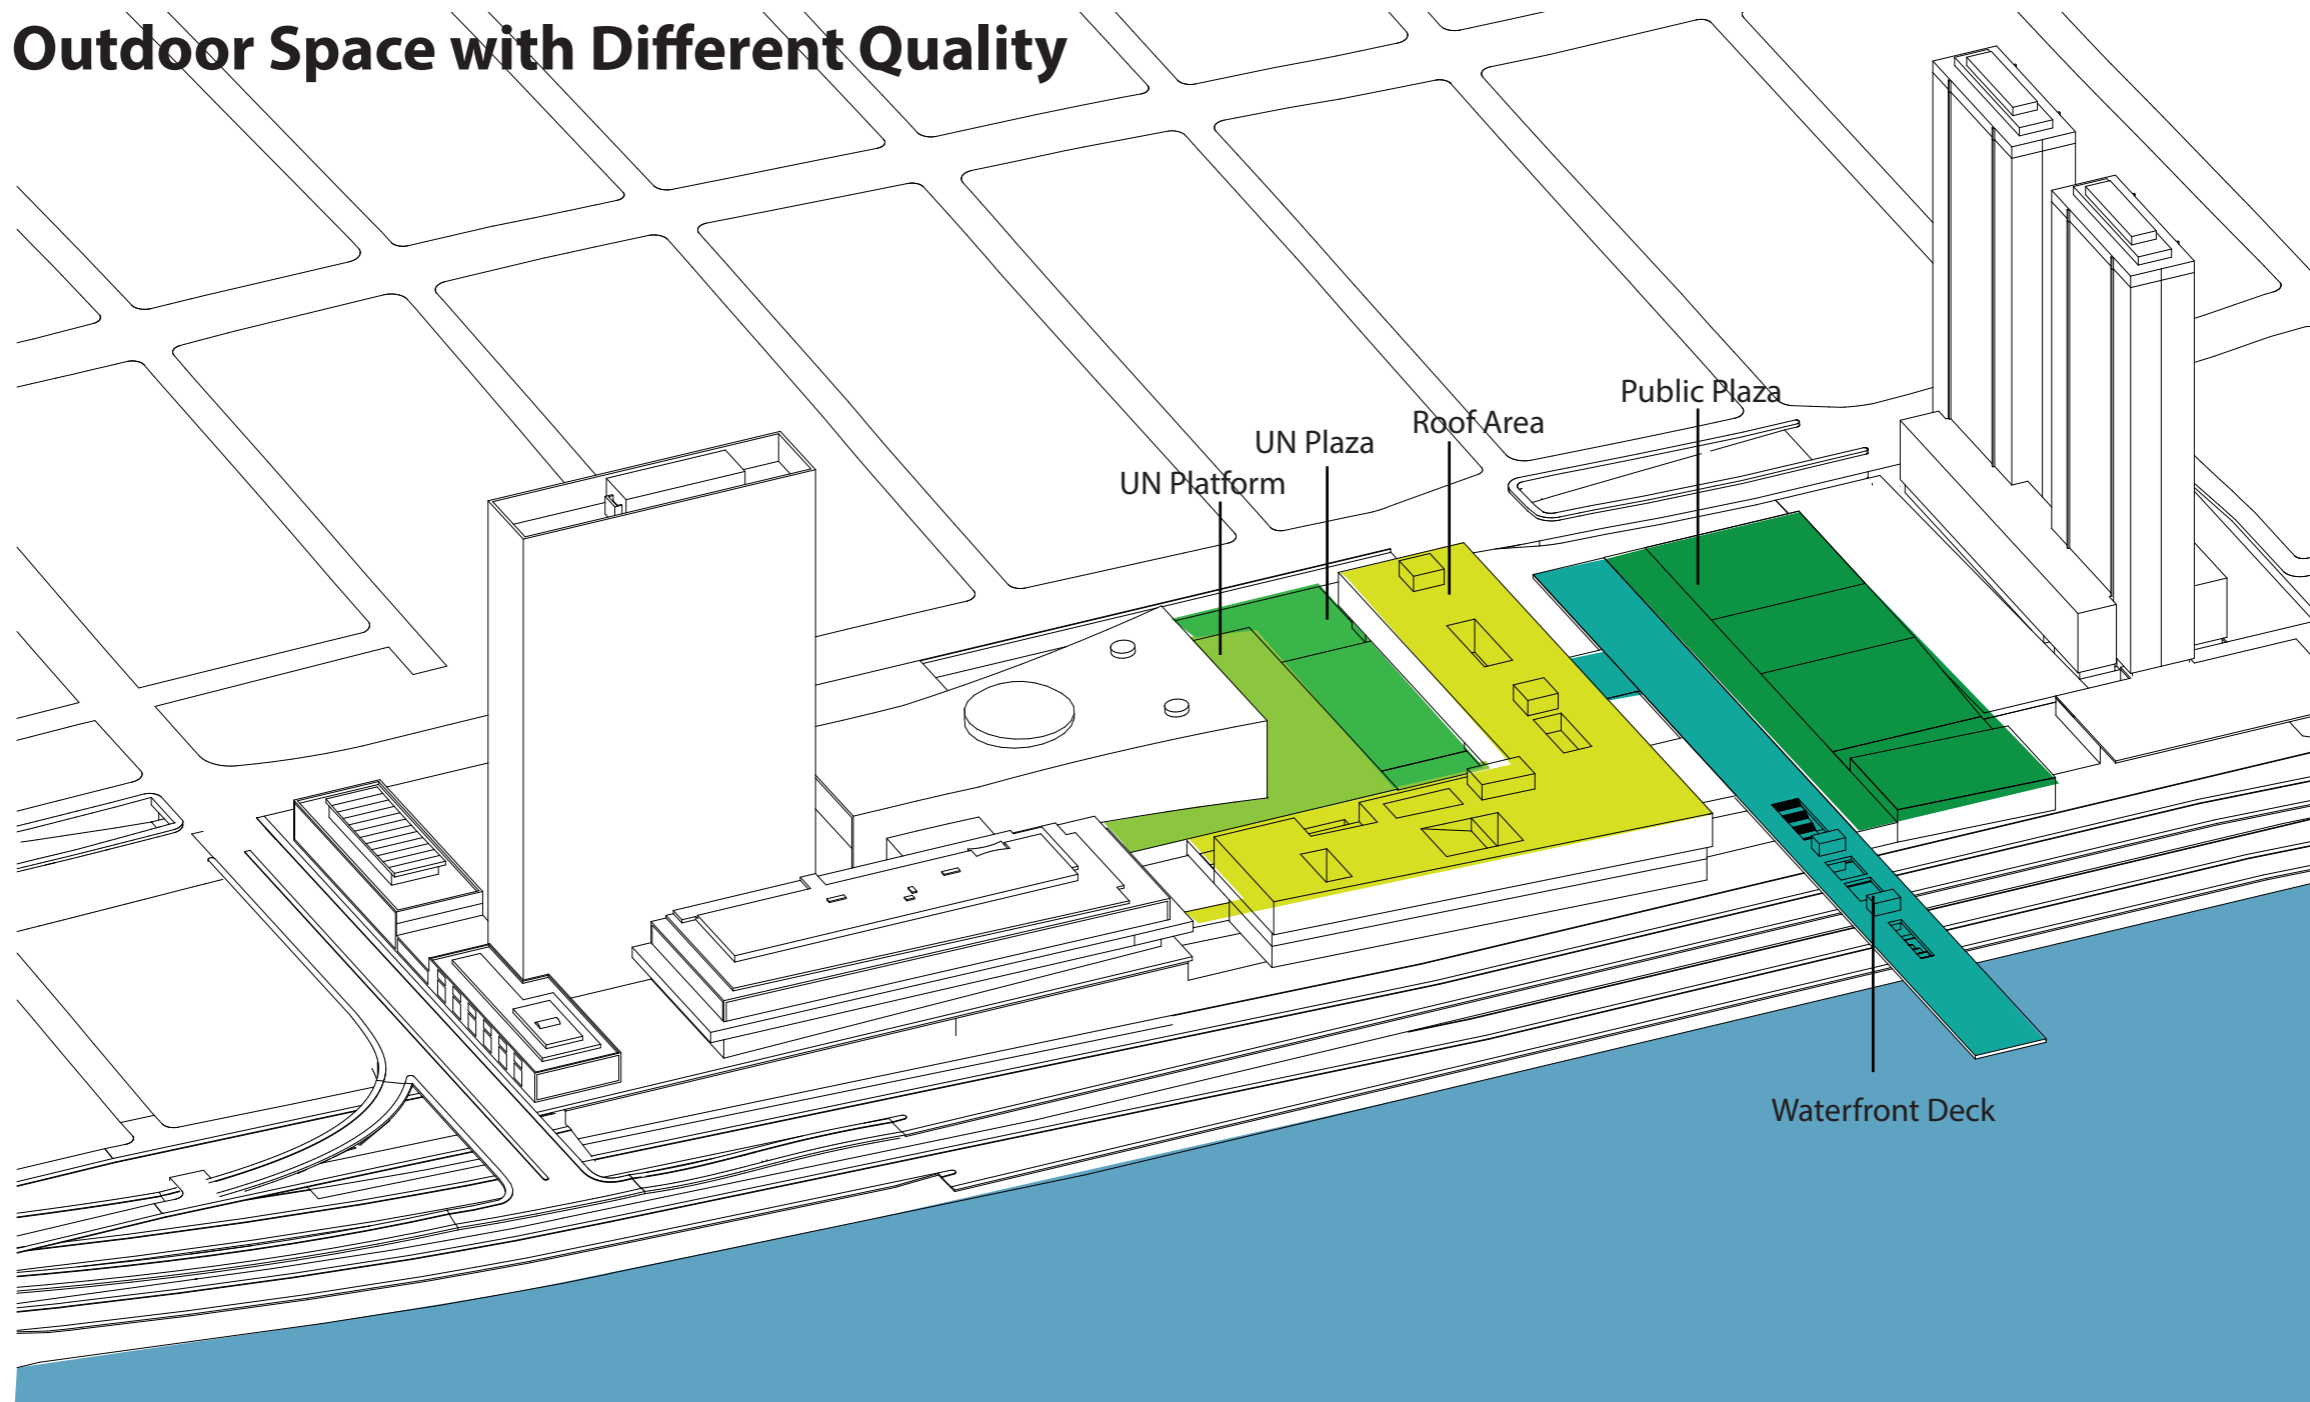 Outdoor Space with Different Quality
Public Plaza
Roof Area
UN Plaza
UN Platform
Waterfront Deck